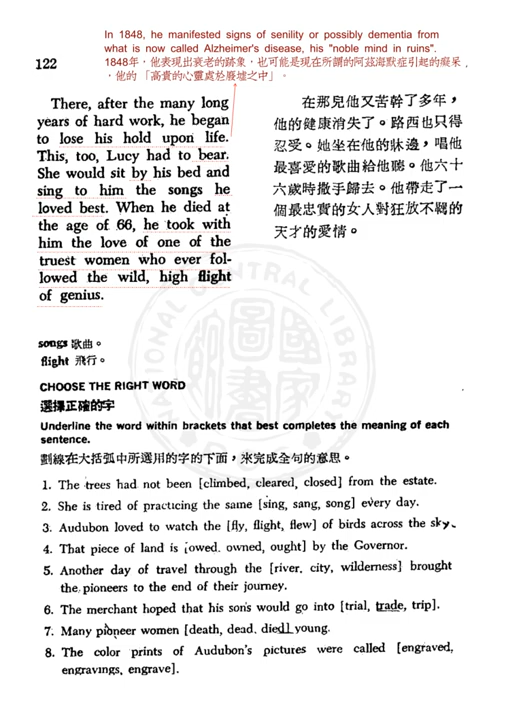 In 1848, he manifested signs of senility or possibly dementia from
what is now called Alzheimer's disease, his "noble mind in ruins".
1848年，他表現出衰老的跡象，也可能是現在所謂的阿茲海默症引起的癡呆
，他的「高貴的心靈處於廢墟之中」。
122
There, after the many long
years of hard work, he began
to lose his hold upon life.
This, too, Lucy had to bear.
She would sit by his bed and
sing to him the songs he
loved best. When he died at
the age of 66, he took with
him the love of one of the
truest women who ever fol-
lowed the wild, high flight
of genius.
在那兒他又苦幹了多年，
他的健康消失了。路西也只得
忍受。她坐在他的牀邊，唱他
最喜愛的歌曲給他聽。他六十
六歲時撒手歸去。他帶走了一
個最忠實的女人對狂放不羈的
天才的愛情。
songs 歌曲。
flight 飛行。
CHOOSE THE RIGHT WORD
選擇正確的字
Underline the word within brackets that best completes the meaning of each
sentence.
劃線在大括弧中所選用的字的下面，來完成全句的意思。
1. The trees had not been [climbed, cleared, closed] from the estate.
2. She is tired of practicing the same [sing, sang, song] every day.
3. Audubon loved to watch the [fly, flight, flew] of birds across the sky.
4. That piece of land is [owed, owned, ought] by the Governor.
5. Another day of travel through the [river, city, wilderness] brought
the pioneers to the end of their journey.
6. The merchant hoped that his sons would go into [trial, trade, trip].
7. Many pioneer women [death, dead, died] young.
8. The color prints of Audubon's pictures were called [engraved,
engravings, engrave].
NATIONAL CENTRAL LIBRARY
國家圖書館